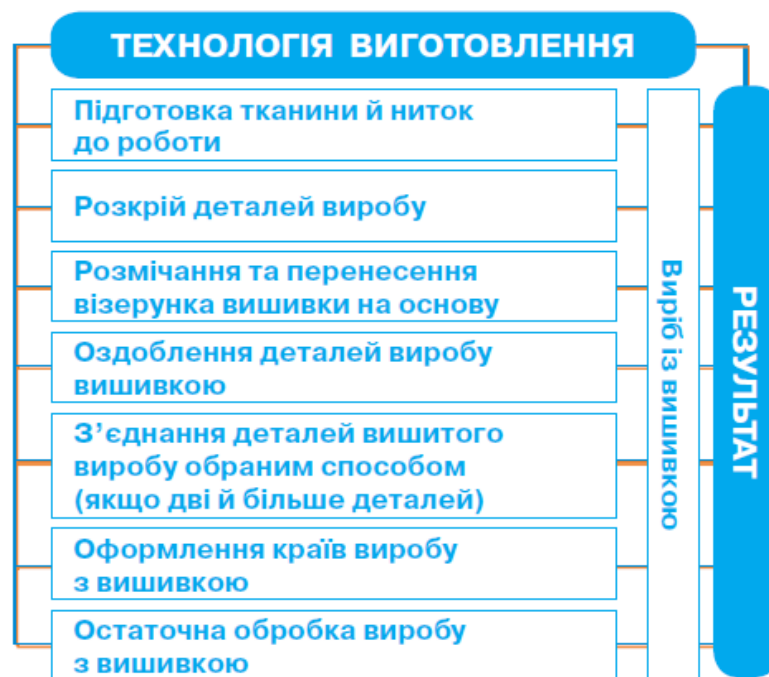 ТЕХНОЛОГІЯ ВИГОТОВЛЕННЯ
Підготовка тканини й ниток
до роботи
Розкрій деталей виробу
Розмічання та перенесення
візерунка вишивки на основу
Оздоблення деталей виробу
вишивкою
З’єднання деталей вишитого
виробу обраним способом
(якщо дві й більше деталей)
Оформлення країв виробу
з вишивкою
Остаточна обробка виробу
з вишивкою
Виріб із вишивкою
РЕЗУЛЬТАТ